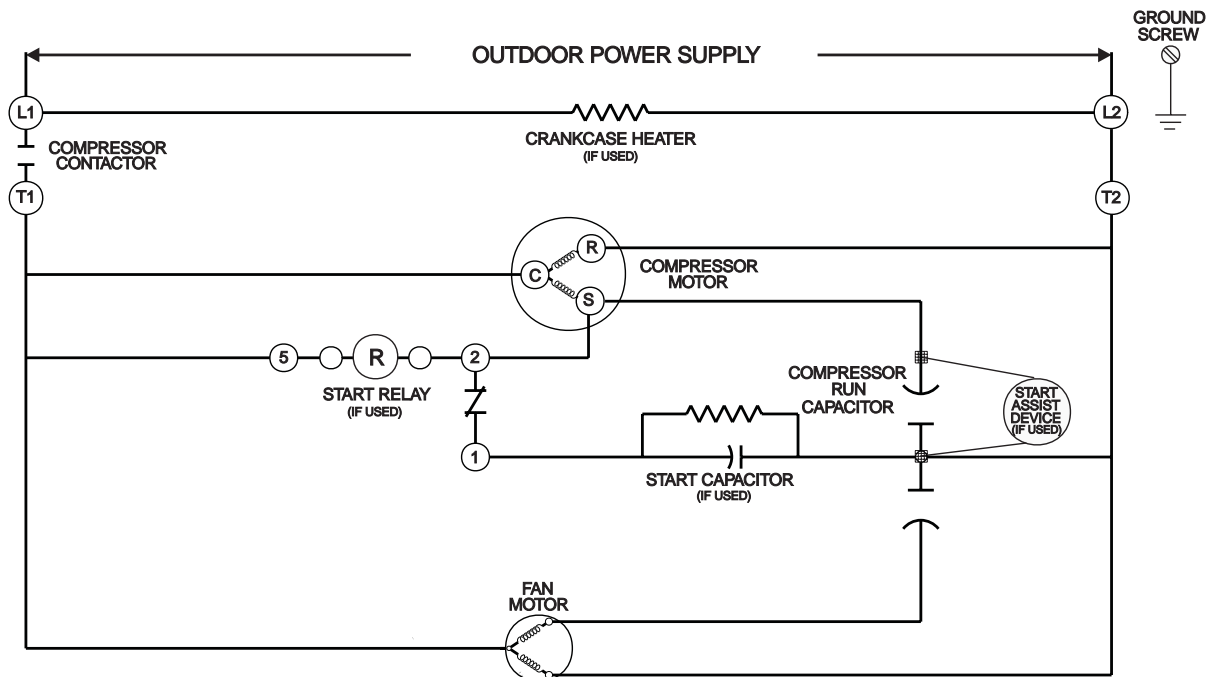 GROUND
SCREW
OUTDOOR POWER SUPPLY
L1
L2
CRANKCASE HEATER
(IF USED)
COMPRESSOR
CONTACTOR
T1
T2
R
C
S
COMPRESSOR
MOTOR
5
R
2
START RELAY
(IF USED)
COMPRESSOR
RUN
CAPACITOR
START
ASSIST
DEVICE
(IF USED)
1
START CAPACITOR
(IF USED)
FAN
MOTOR